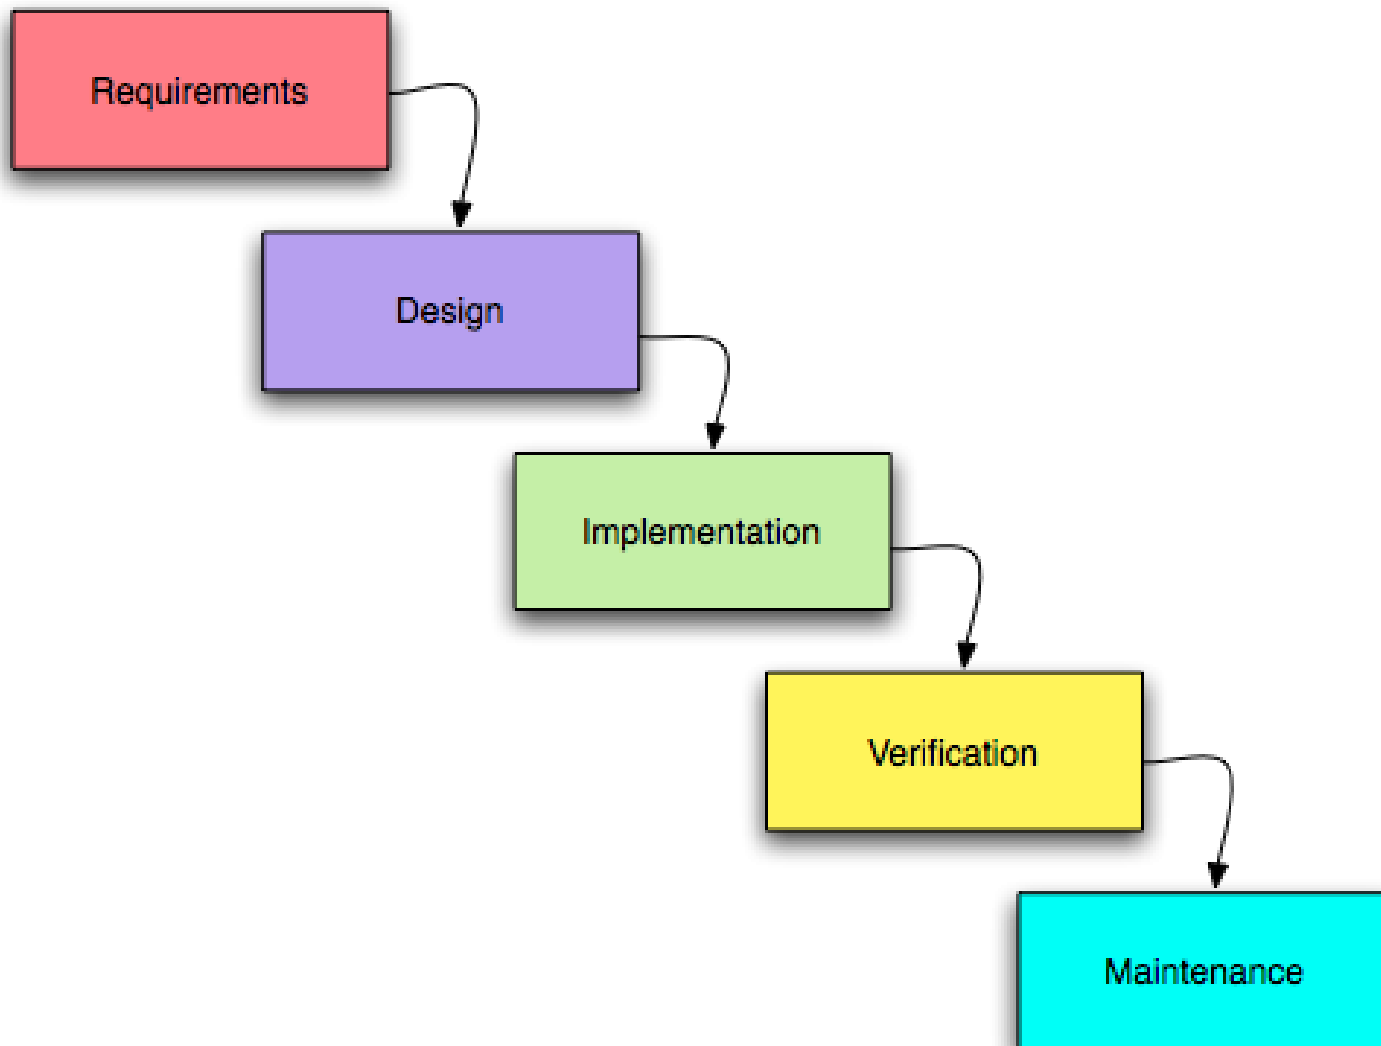 Requirements
Design
Implementation
Verification
Maintenance